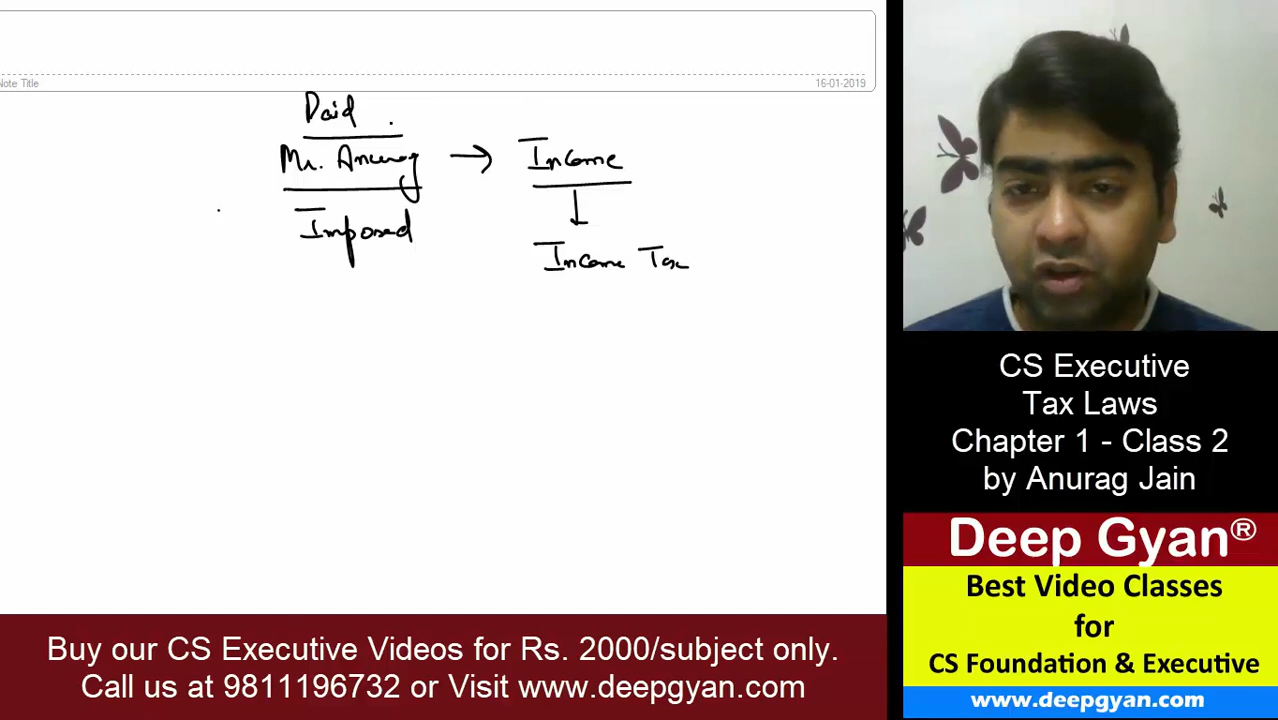 Note Title
16-01-2019
Paid
Mr. Anurag → Income
Imposed
Income Tax
CS Executive
Tax Laws
Chapter 1 - Class 2
by Anurag Jain
Deep Gyan®
Best Video Classes
for
CS Foundation & Executive
www.deepgyan.com
Buy our CS Executive Videos for Rs. 2000/subject only.
Call us at 9811196732 or Visit www.deepgyan.com